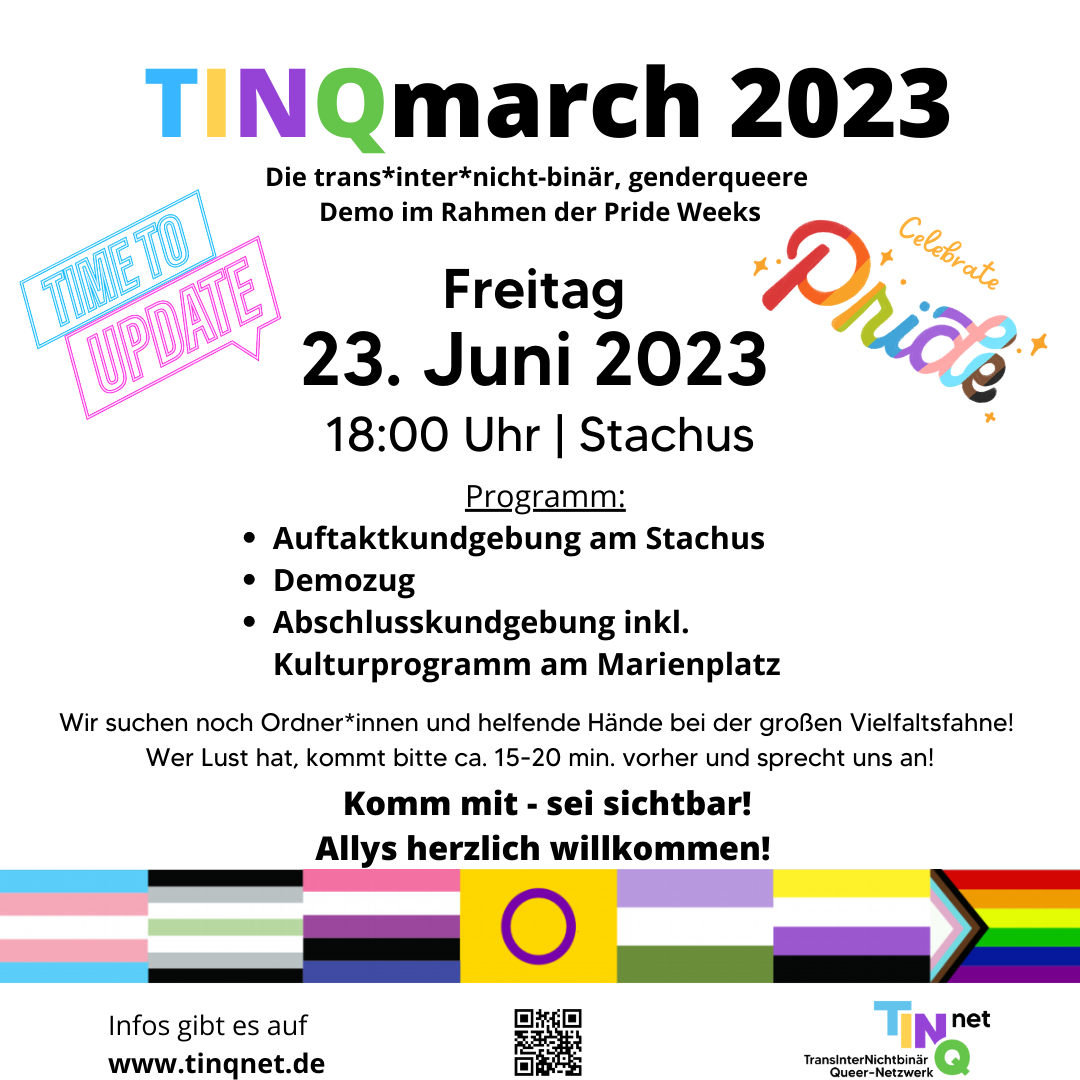 TINQmarch 2023
Die trans*inter*nicht-binär, genderqueere
Demo im Rahmen der Pride Weeks
TIME TO
UPDATE
Celebrate
Pride
Freitag
23. Juni 2023
18:00 Uhr | Stachus
Programm:
• Auftaktkundgebung am Stachus
• Demozug
• Abschlusskundgebung inkl.
Kulturprogramm am Marienplatz
Wir suchen noch Ordner*innen und helfende Hände bei der großen Vielfaltsfahne!
Wer Lust hat, kommt bitte ca. 15-20 min. vorher und sprecht uns an!
Komm mit - sei sichtbar!
Allys herzlich willkommen!
Infos gibt es auf
www.tinqnet.de
TINQ net
TransInterNichtbinär
Queer-Netzwerk